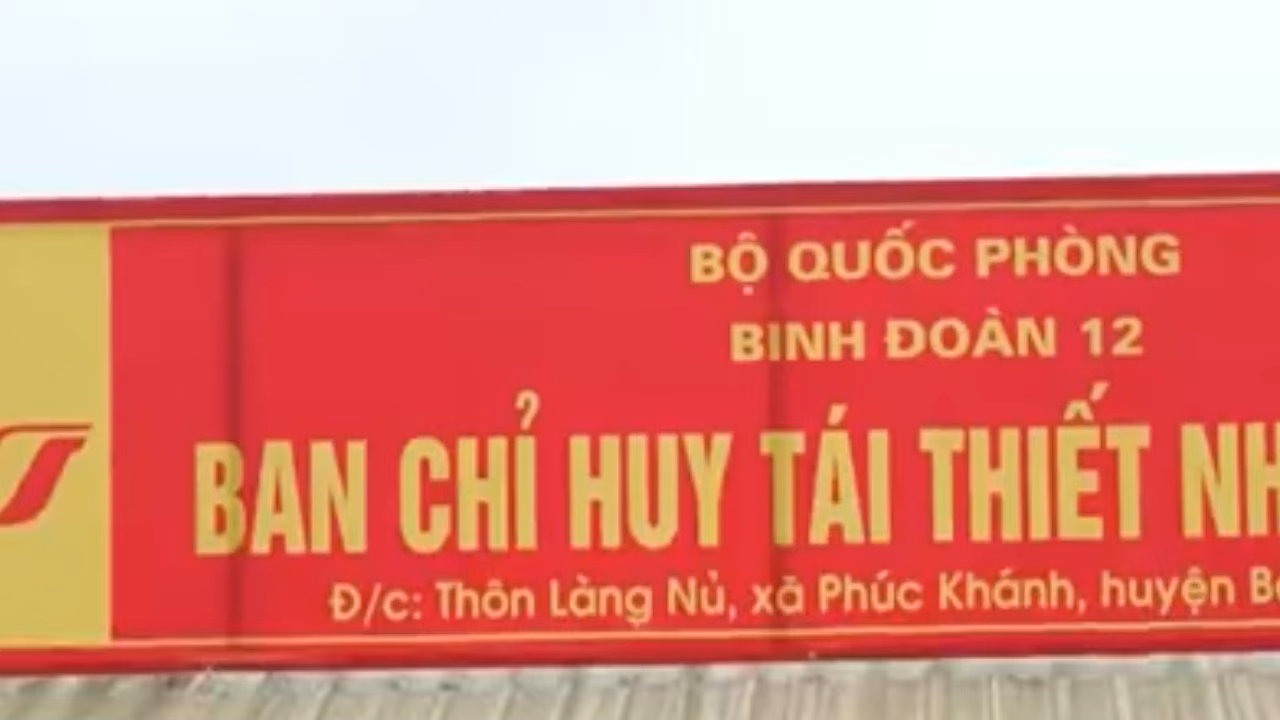 BỘ QUỐC PHÒNG
BINH ĐOÀN 12
BAN CHỈ HUY TÁI THIẾT NH
Đ/c: Thôn Làng Nủ, xã Phúc Khánh, huyện B